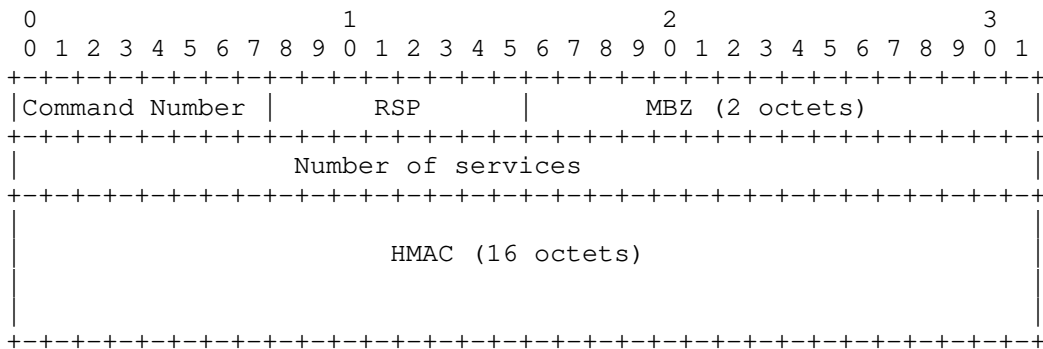 0                   1                   2                   3
 0 1 2 3 4 5 6 7 8 9 0 1 2 3 4 5 6 7 8 9 0 1 2 3 4 5 6 7 8 9 0 1
+-+-+-+-+-+-+-+-+-+-+-+-+-+-+-+-+-+-+-+-+-+-+-+-+-+-+-+-+-+-+-+-+
|Command Number |      RSP      |       MBZ (2 octets)          |
+-+-+-+-+-+-+-+-+-+-+-+-+-+-+-+-+-+-+-+-+-+-+-+-+-+-+-+-+-+-+-+-+
|                 Number of services                            |
+-+-+-+-+-+-+-+-+-+-+-+-+-+-+-+-+-+-+-+-+-+-+-+-+-+-+-+-+-+-+-+-+
|                                                               |
|                       HMAC (16 octets)                        |
|                                                               |
|                                                               |
+-+-+-+-+-+-+-+-+-+-+-+-+-+-+-+-+-+-+-+-+-+-+-+-+-+-+-+-+-+-+-+-+